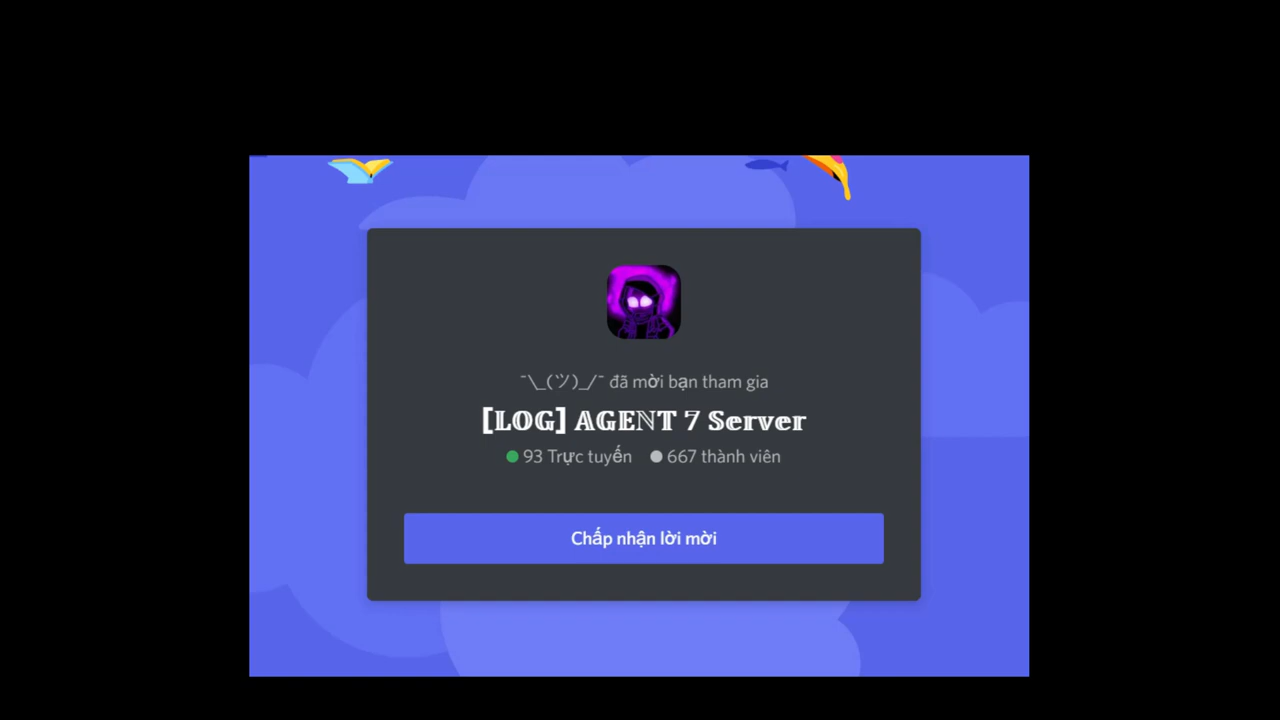 ¯\_(ツ)_/¯ đã mời bạn tham gia
[LOG] AGENT 7 Server
93 Trực tuyến 667 thành viên
Chấp nhận lời mời